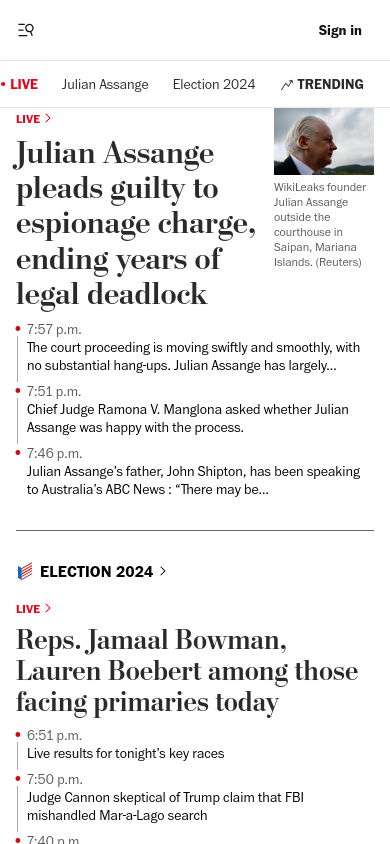 Sign in
LIVE
Julian Assange
Election 2024
TRENDING
LIVE
Julian Assange
pleads guilty to
espionage charge,
ending years of
legal deadlock
WikiLeaks founder
Julian Assange
outside the
courthouse in
Saipan, Mariana
Islands. (Reuters)
7:57 p.m.
The court proceeding is moving swiftly and smoothly, with
no substantial hang-ups. Julian Assange has largely...
7:51 p.m.
Chief Judge Ramona V. Manglona asked whether Julian
Assange was happy with the process.
7:46 p.m.
Julian Assange’s father, John Shipton, has been speaking
to Australia’s ABC News : “There may be...
ELECTION 2024
LIVE
Reps. Jamaal Bowman,
Lauren Boebert among those
facing primaries today
6:51 p.m.
Live results for tonight’s key races
7:50 p.m.
Judge Cannon skeptical of Trump claim that FBI
mishandled Mar-a-Lago search
7:40 p.m.